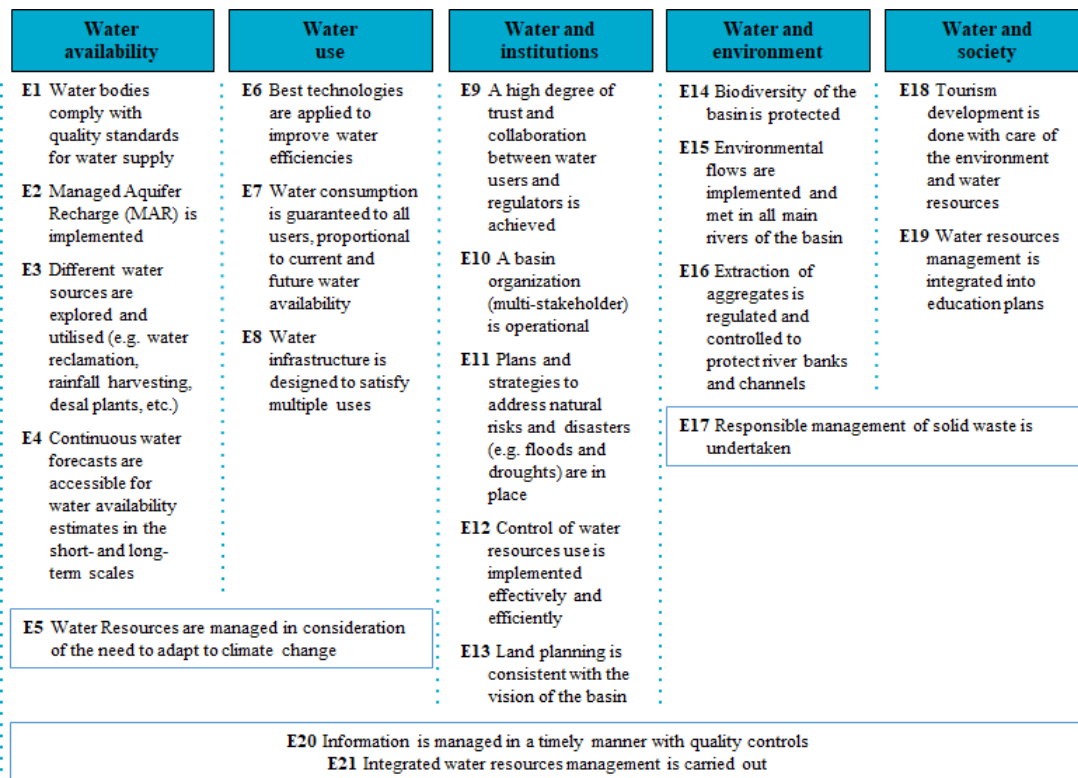 Water
availability
E1 Water bodies
comply with
quality standards
for water supply
E2 Managed Aquifer
Recharge (MAR) is
implemented
E3 Different water
sources are
explored and
utilised (e.g. water
reclamation,
rainfall harvesting,
desal plants, etc.)
E4 Continuous water
forecasts are
accessible for
water availability
estimates in the
short- and long-
term scales
Water
use
E6 Best technologies
are applied to
improve water
efficiencies
E7 Water consumption
is guaranteed to all
users, proportional
to current and
future water
availability
E8 Water
infrastructure is
designed to satisfy
multiple uses
E5 Water Resources are managed in consideration
of the need to adapt to climate change
Water and
institutions
E9 A high degree of
trust and
collaboration
between water
users and
regulators is
achieved
E10 A basin
organization
(multi-stakeholder)
is operational
E11 Plans and
strategies to
address natural
risks and disasters
(e.g. floods and
droughts) are in
place
E12 Control of water
resources use is
implemented
effectively and
efficiently
E13 Land planning is
consistent with the
vision of the basin
Water and
environment
E14 Biodiversity of the
basin is protected
E15 Environmental
flows are
implemented and
met in all main
rivers of the basin
E16 Extraction of
aggregates is
regulated and
controlled to
protect river banks
and channels
Water and
society
E18 Tourism
development is
done with care of
the environment
and water
resources
E19 Water resources
management is
integrated into
education plans
E17 Responsible management of solid waste is
undertaken
E20 Information is managed in a timely manner with quality controls
E21 Integrated water resources management is carried out